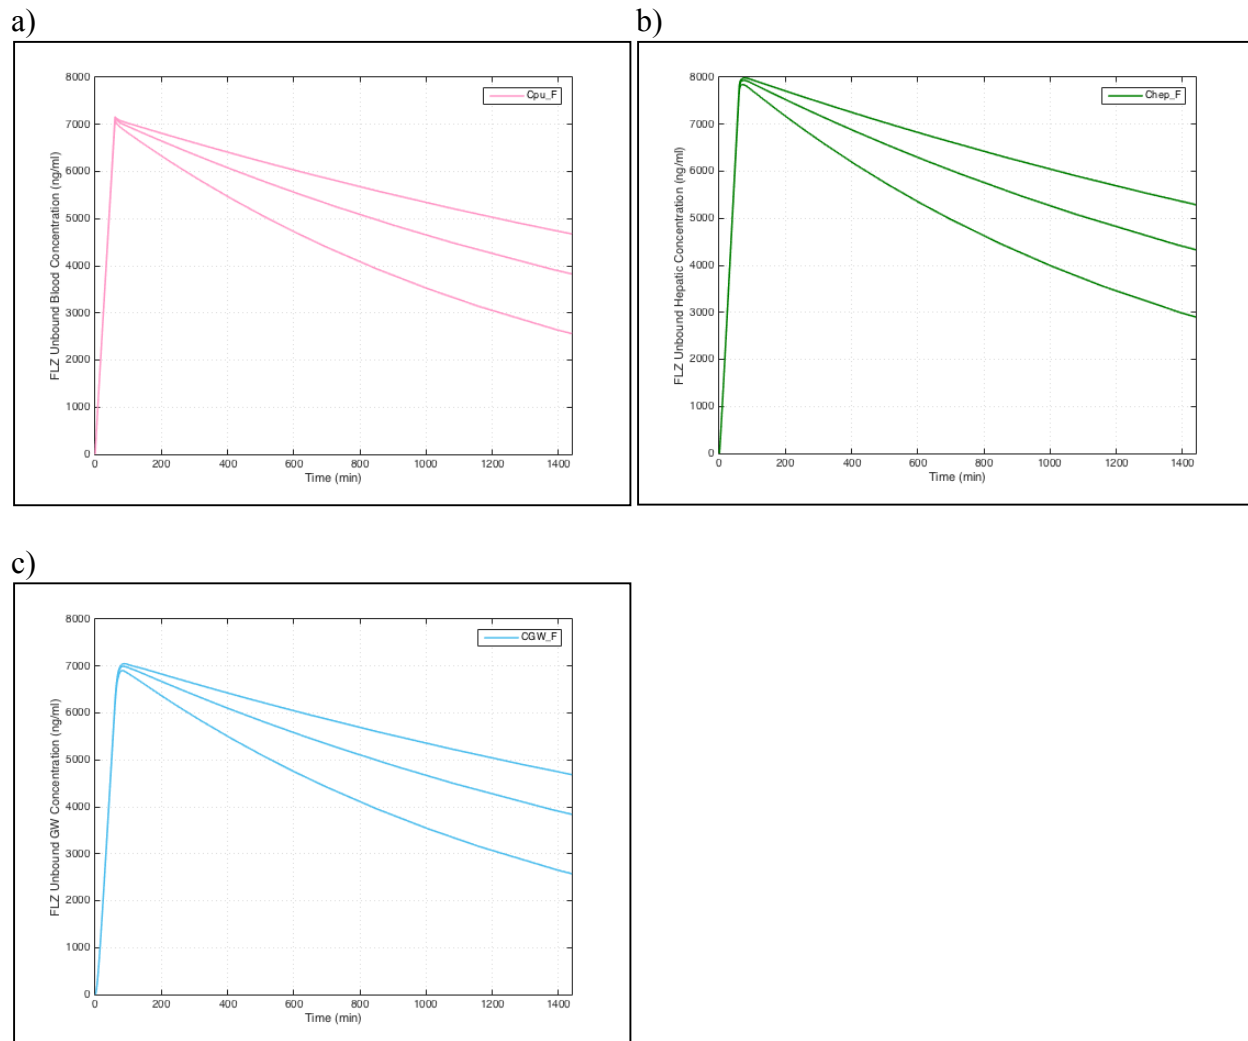 a)
8000
7000
6000
5000
4000
3000
2000
1000
0
FLZ Unbound Blood Concentration (ng/ml)
Cpu_F
0 200 400 600 800 1000 1200 1400
Time (min)
b)
8000
7000
6000
5000
4000
3000
2000
1000
0
FLZ Unbound Hepatic Concentration (ng/ml)
Chep_F
0 200 400 600 800 1000 1200 1400
Time (min)
c)
8000
7000
6000
5000
4000
3000
2000
1000
0
FLZ Unbound GW Concentration (ng/ml)
CGW_F
0 200 400 600 800 1000 1200 1400
Time (min)